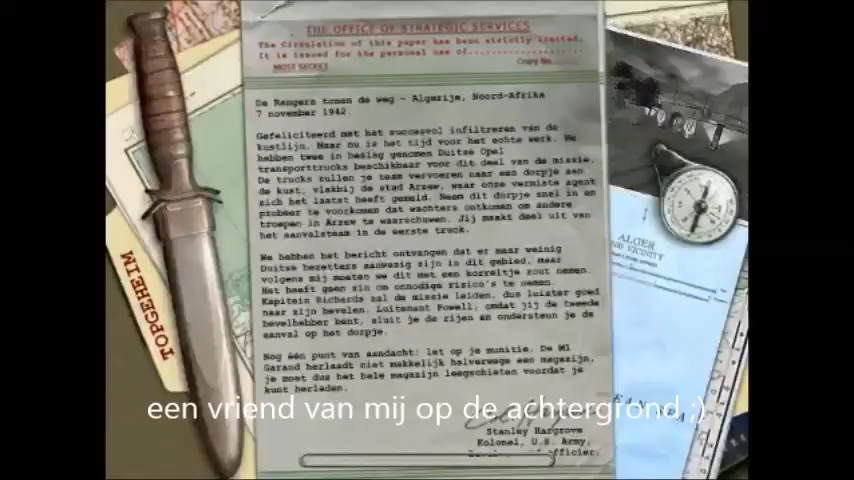 THE OFFICE OF STRATEGIC SERVICES
The Circulation of this paper has been strictly limited.
It is issued for the personal use of
MOST SECRET
Copy No.
De Rangers tonen de weg - Algerije, Noord-Afrika
7 november 1942.
Gefeliciteerd met het succesvol infiltreren van de
kustlijn. Maar nu is het tijd voor het echte werk. We
hebben twee in beslag genomen Duitse Opel
transporttrucks beschikbaar voor dit deel van de missie.
De trucks zullen je team vervoeren naar een dorpje aan
de kust, vlakbij de stad Arzew, waar onze vermiste agent
zich het laatst heeft gemeld. Neem dit dorpje snel in en
probeer te voorkomen dat wachters ontkomen om andere
troepen in Arzew te waarschuwen. Jij maakt deel uit van
het aanvalsteam in de eerste truck.
We hebben het bericht ontvangen dat er maar weinig
Duitse bezetters aanwezig zijn in dit gebied, maar
volgens mij moeten we dit met een korreltje zout nemen.
Het heeft geen zin om onnodige risico's te nemen.
Kapitein Richards zal de missie leiden, dus luister goed
naar zijn bevelen. Luitenant Powell, omdat jij de tweede
bevelhebber bent, sluit je de rijen en ondersteun je de
aanval op het dorpje.
Nog één punt van aandacht: let op je munitie. De M1
Garand herlaadt niet makkelijk halverwege een magazijn,
je moet dus het hele magazijn leegschieten voordat je
kunt herladen.
een vriend van mij op de achtergrond ;)
Stanley Hargrove
Kolonel, U.S. Army,
officier.
TOPGEHEIM
ALGER
AND VICINITY